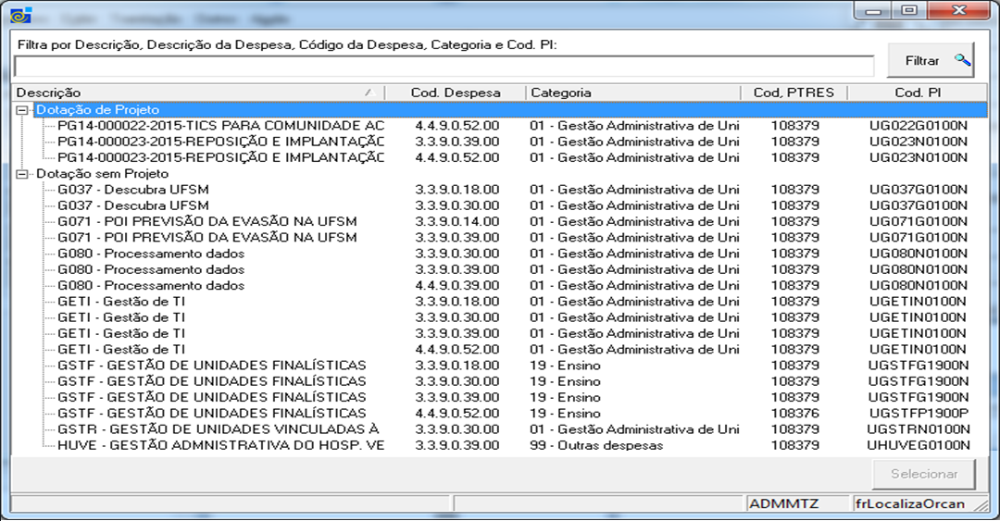 Filtra por Descrição, Descrição da Despesa, Código da Despesa, Categoria e Cod. PI:
Filtrar
Descrição Cod. Despesa Categoria Cod, PTRES Cod. PI
Dotação de Projeto
PG14-000022-2015-TICS PARA COMUNIDADE AC 4.4.9.0.52.00 01 - Gestão Administrativa de Uni 108379 UG022G0100N
PG14-000023-2015-REPOSIÇÃO E IMPLANTAÇÃC 3.3.9.0.39.00 01 - Gestão Administrativa de Uni 108379 UG023N0100N
PG14-000023-2015-REPOSIÇÃO E IMPLANTAÇÃC 4.4.9.0.52.00 01 - Gestão Administrativa de Uni 108379 UG023N0100N
Dotação sem Projeto
G037 - Descubra UFSM 3.3.9.0.18.00 01 - Gestão Administrativa de Uni 108379 UG037G0100N
G037 - Descubra UFSM 3.3.9.0.30.00 01 - Gestão Administrativa de Uni 108379 UG037G0100N
G071 - POI PREVISÃO DA EVASÃO NA UFSM 3.3.9.0.14.00 01 - Gestão Administrativa de Uni 108379 UG071G0100N
G071 - POI PREVISÃO DA EVASÃO NA UFSM 3.3.9.0.39.00 01 - Gestão Administrativa de Uni 108379 UG071G0100N
G080 - Processamento dados 3.3.9.0.30.00 01 - Gestão Administrativa de Uni 108379 UG080N0100N
G080 - Processamento dados 3.3.9.0.39.00 01 - Gestão Administrativa de Uni 108379 UG080N0100N
G080 - Processamento dados 4.4.9.0.39.00 01 - Gestão Administrativa de Uni 108379 UG080N0100N
GETI - Gestão de TI 3.3.9.0.18.00 01 - Gestão Administrativa de Uni 108379 UGETIN0100N
GETI - Gestão de TI 3.3.9.0.30.00 01 - Gestão Administrativa de Uni 108379 UGETIN0100N
GETI - Gestão de TI 3.3.9.0.39.00 01 - Gestão Administrativa de Uni 108379 UGETIN0100N
GETI - Gestão de TI 4.4.9.0.52.00 01 - Gestão Administrativa de Uni 108379 UGETIN0100N
GSTF - GESTÃO DE UNIDADES FINALÍSTICAS 3.3.9.0.18.00 19 - Ensino 108379 UGSTFG1900N
GSTF - GESTÃO DE UNIDADES FINALÍSTICAS 3.3.9.0.30.00 19 - Ensino 108379 UGSTFG1900N
GSTF - GESTÃO DE UNIDADES FINALÍSTICAS 3.3.9.0.39.00 19 - Ensino 108379 UGSTFG1900N
GSTF - GESTÃO DE UNIDADES FINALÍSTICAS 4.4.9.0.52.00 19 - Ensino 108376 UGSTFP1900P
GSTR - GESTÃO DE UNIDADES VINCULADAS À 3.3.9.0.30.00 01 - Gestão Administrativa de Uni 108379 UGSTRN0100N
HUVE - GESTÃO ADMNISTRATIVA DO HOSP. VE 3.3.9.0.39.00 99 - Outras despesas 108379 UHUVEG0100N
Selecionar
ADMMTZ frLocalizaOrcan